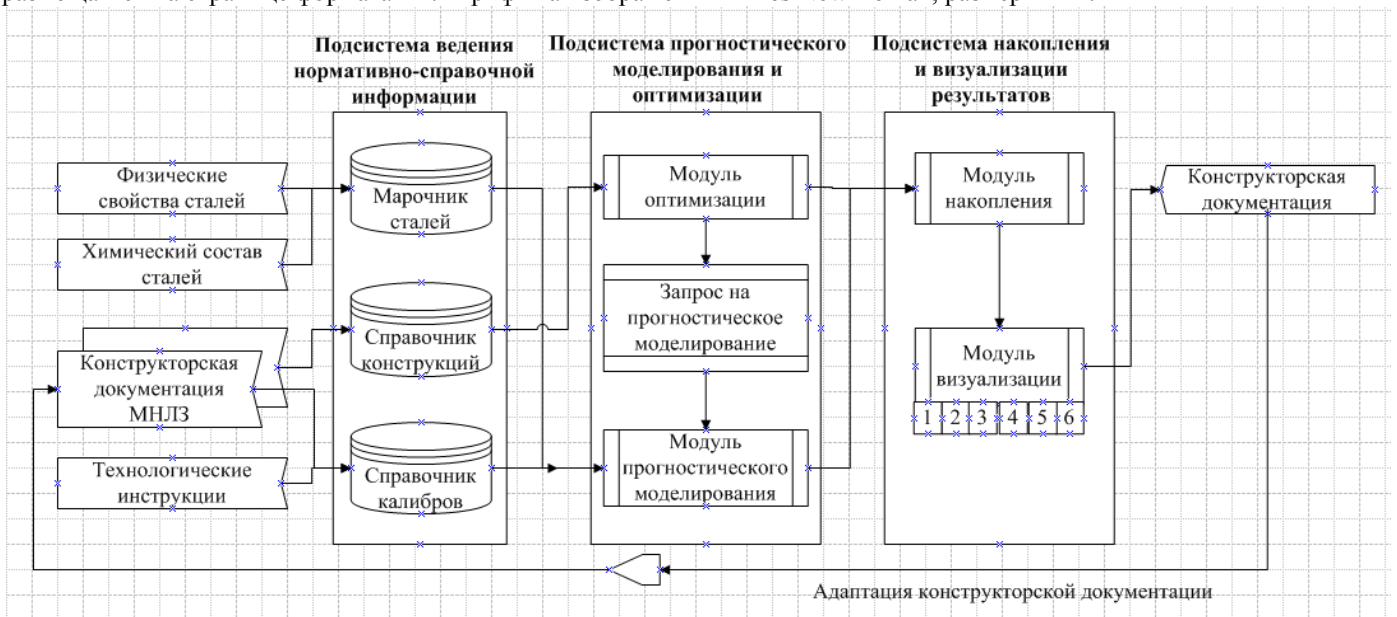 Подсистема ведения
нормативно-справочной
информации
Подсистема прогностического
моделирования и
оптимизации
Подсистема накопления
и визуализации
результатов
Физические
свойства сталей
Химический состав
сталей
Конструкторская
документация
МНЛЗ
Технологические
инструкции
Марочник
сталей
Справочник
конструкций
Справочник
калибров
Модуль
оптимизации
Запрос на
прогностическое
моделирование
Модуль
прогностического
моделирования
Модуль
накопления
Модуль
визуализации
1 2 3 4 5 6
Конструкторская
документация
Адаптация конструкторской документации